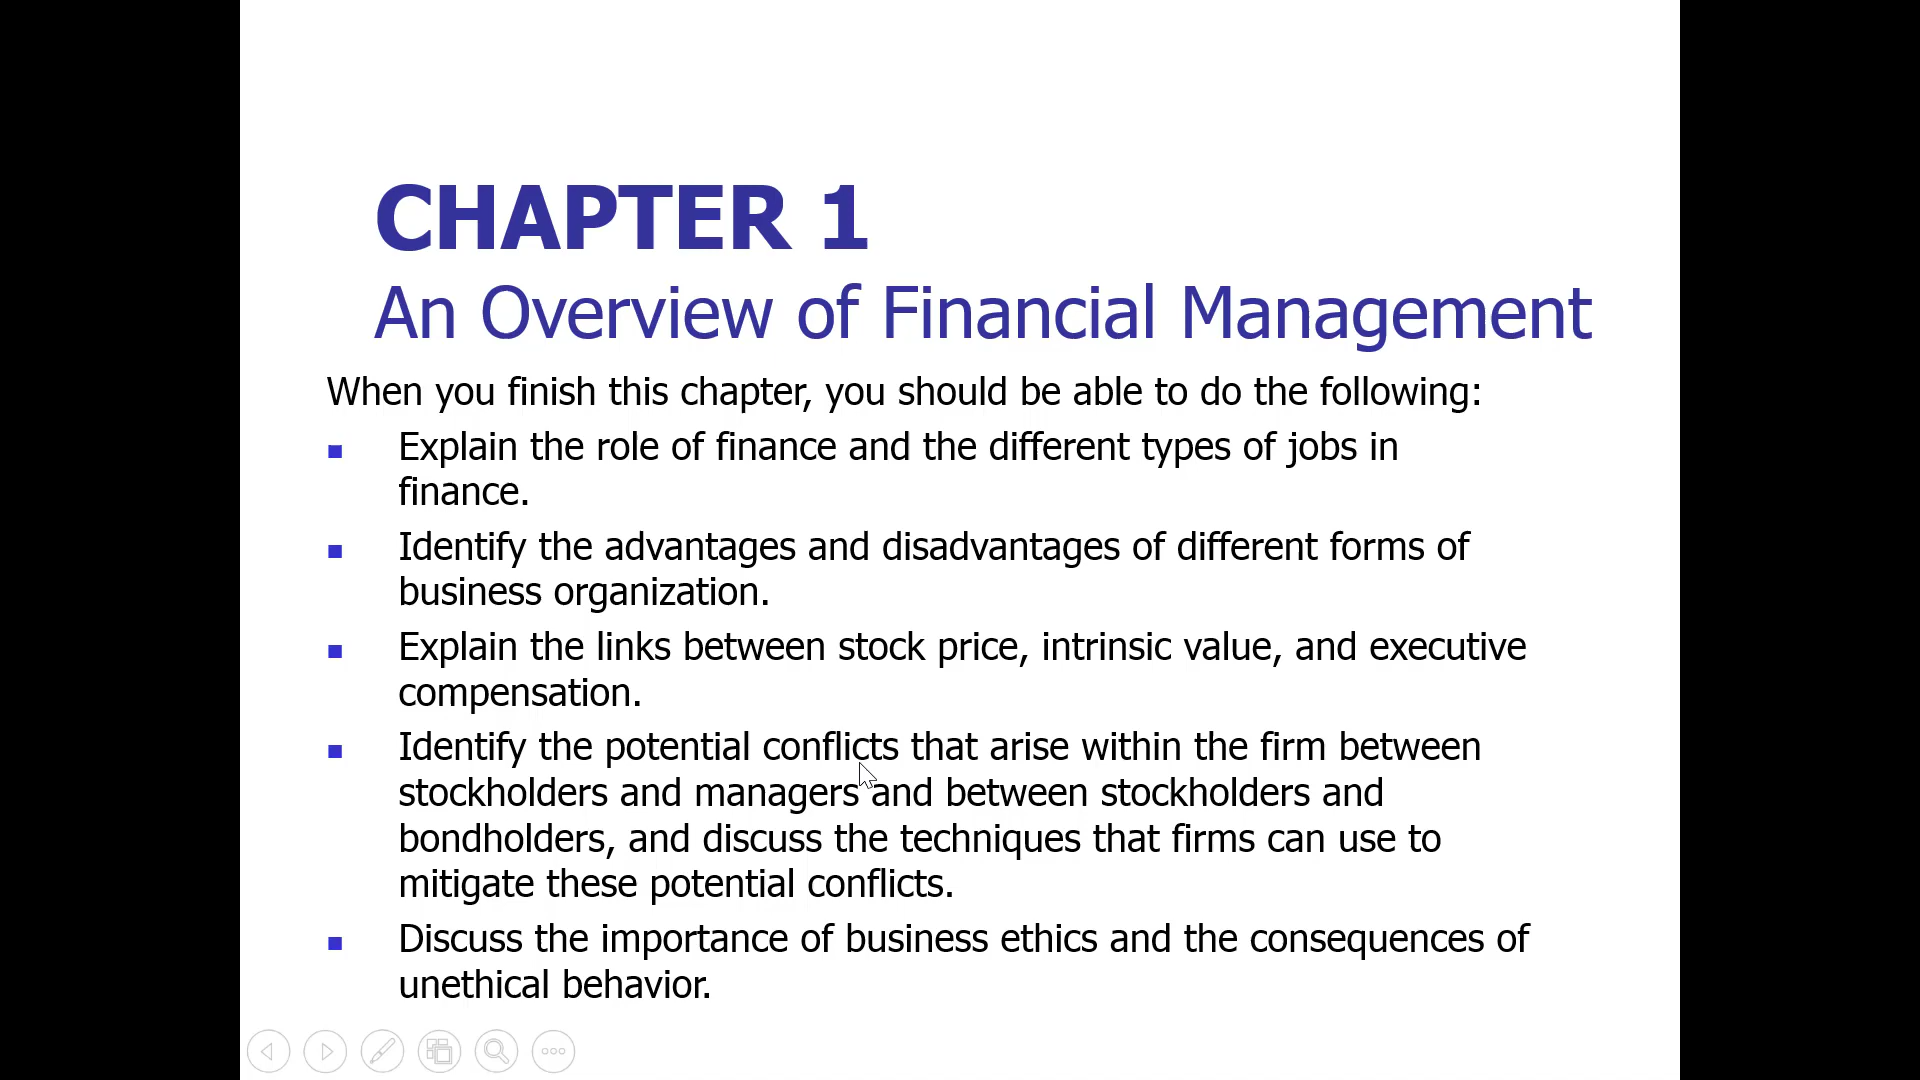 CHAPTER 1
An Overview of Financial Management
When you finish this chapter, you should be able to do the following:
Explain the role of finance and the different types of jobs in
finance.
Identify the advantages and disadvantages of different forms of
business organization.
Explain the links between stock price, intrinsic value, and executive
compensation.
Identify the potential conflicts that arise within the firm between
stockholders and managers and between stockholders and
bondholders, and discuss the techniques that firms can use to
mitigate these potential conflicts.
Discuss the importance of business ethics and the consequences of
unethical behavior.